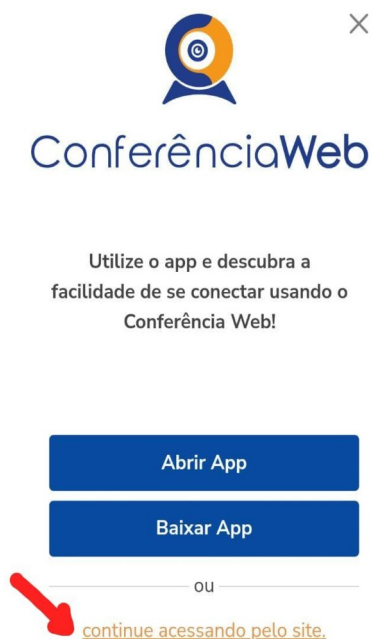 ConferênciaWeb
Utilize o app e descubra a
facilidade de se conectar usando o
Conferência Web!
Abrir App
Baixar App
ou
continue acessando pelo site.